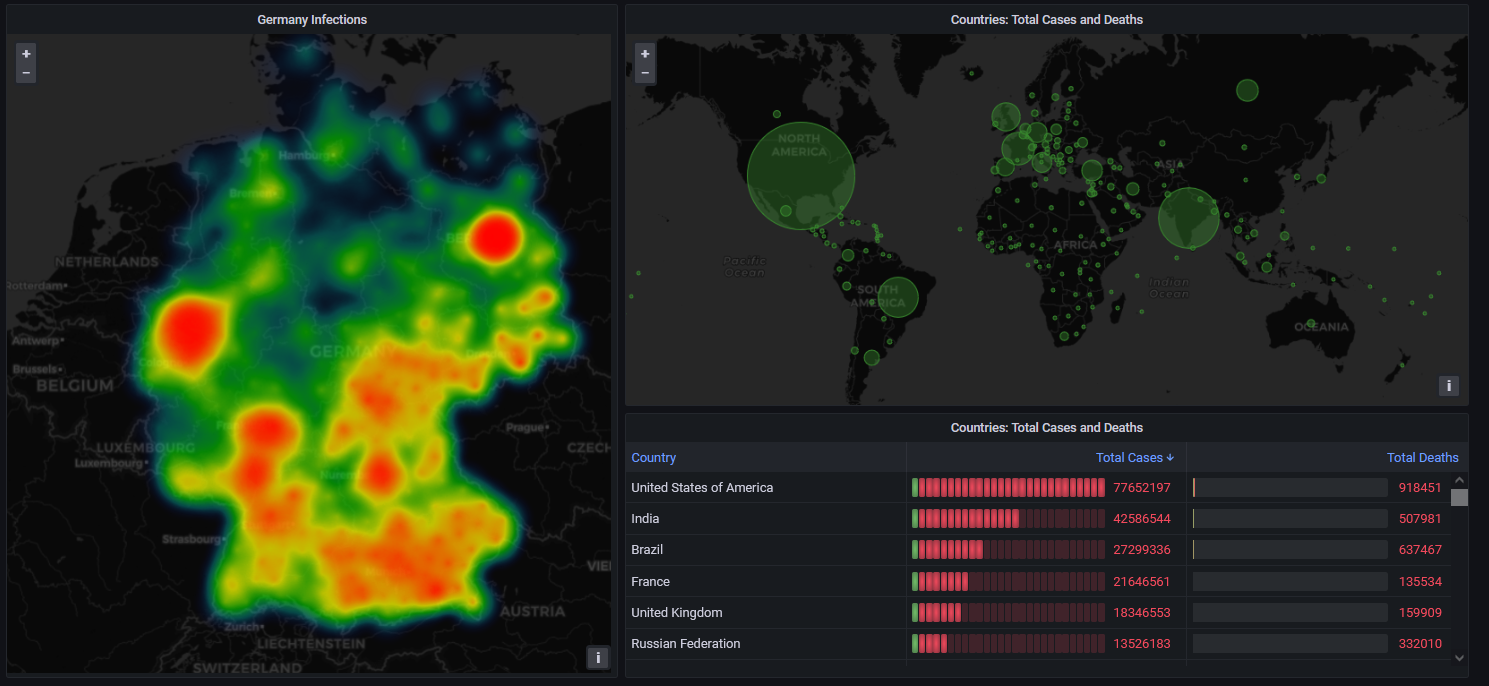 Germany Infections
+
−
Hamburg
Bremen
NETHERLANDS
Rotterdam
Antwerp
Brussels
BELGIUM
GERMANY
LUXEMBOURG
Luxembourg
Prague
CZECH
Strasbourg
AUSTRIA
Zurich
LIECHTENSTEIN
SWITZERLAND
i
Countries: Total Cases and Deaths
+
−
NORTH
AMERICA
ASIA
AFRICA
Pacific
Ocean
Indian
Ocean
SOUTH
AMERICA
OCEANIA
i
Countries: Total Cases and Deaths
Country Total Cases Total Deaths
United States of America 77652197 918451
India 42586544 507981
Brazil 27299336 637467
France 21646561 135534
United Kingdom 18346553 159909
Russian Federation 13526183 332010